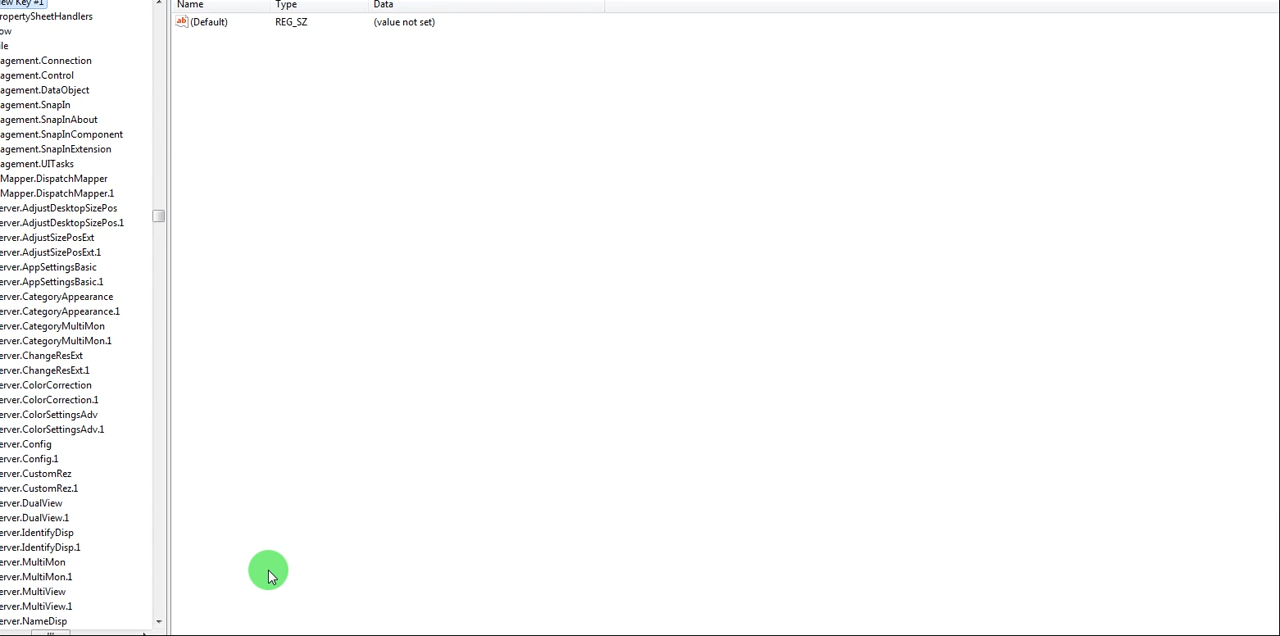 Name Type Data
(Default) REG_SZ (value not set)
ew Key #1
ropertySheetHandlers
ow
ile
agement.Connection
agement.Control
agement.DataObject
agement.SnapIn
agement.SnapInAbout
agement.SnapInComponent
agement.SnapInExtension
agement.UITasks
Mapper.DispatchMapper
Mapper.DispatchMapper.1
erver.AdjustDesktopSizePos
erver.AdjustDesktopSizePos.1
erver.AdjustSizePosExt
erver.AdjustSizePosExt.1
erver.AppSettingsBasic
erver.AppSettingsBasic.1
erver.CategoryAppearance
erver.CategoryAppearance.1
erver.CategoryMultiMon
erver.CategoryMultiMon.1
erver.ChangeResExt
erver.ChangeResExt.1
erver.ColorCorrection
erver.ColorCorrection.1
erver.ColorSettingsAdv
erver.ColorSettingsAdv.1
erver.Config
erver.Config.1
erver.CustomRez
erver.CustomRez.1
erver.DualView
erver.DualView.1
erver.IdentifyDisp
erver.IdentifyDisp.1
erver.MultiMon
erver.MultiMon.1
erver.MultiView
erver.MultiView.1
erver.NameDisp